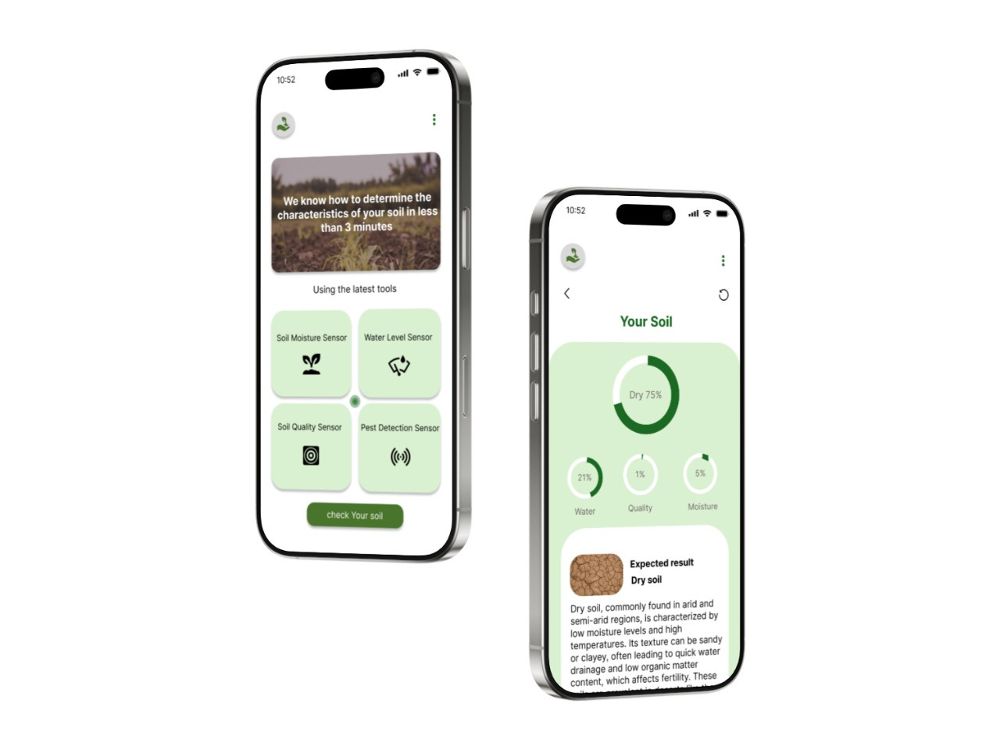 10:52
We know how to determine the
characteristics of your soil in less
than 3 minutes
Using the latest tools
Soil Moisture Sensor
Water Level Sensor
Soil Quality Sensor
Pest Detection Sensor
check Your soil
10:52
Your Soil
Dry 75%
21%
1%
5%
Water
Quality
Moisture
Expected result
Dry soil
Dry soil, commonly found in arid and
semi-arid regions, is characterized by
low moisture levels and high
temperatures. Its texture can be sandy
or clayey, often leading to quick water
drainage and low organic matter
content, which affects fertility. These